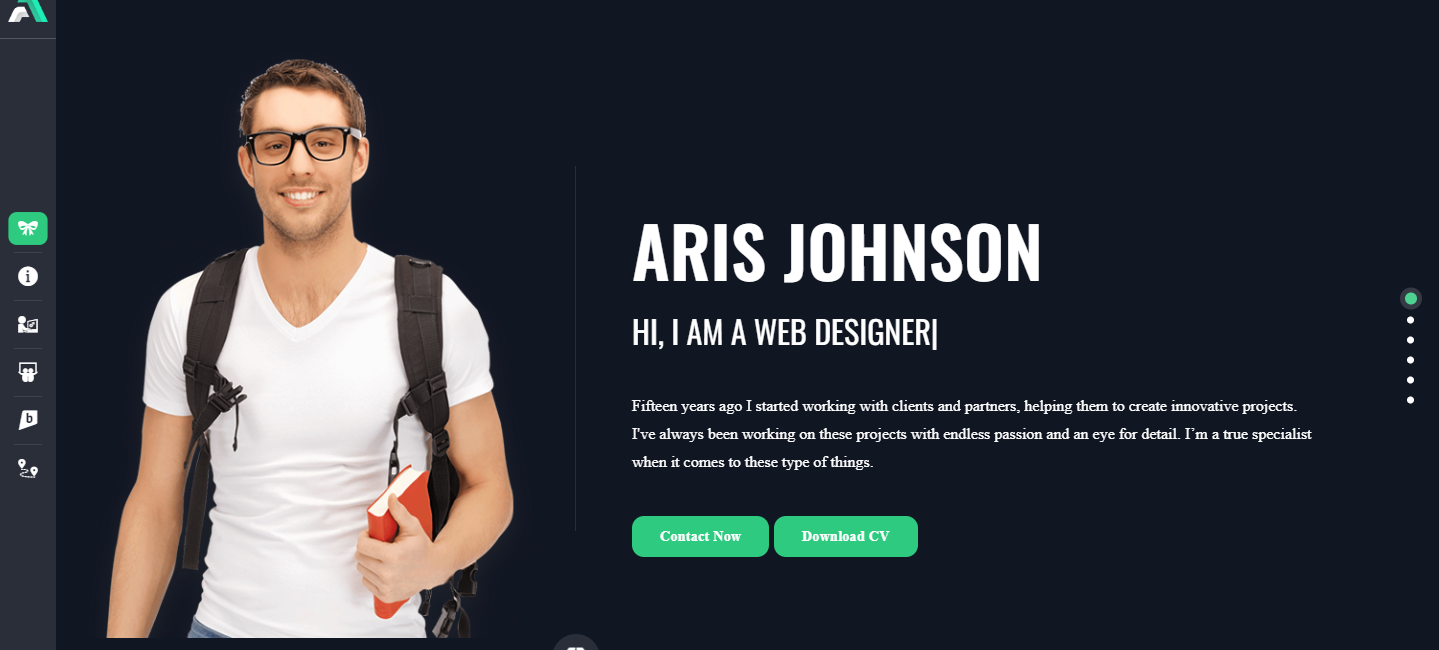 ARIS JOHNSON
HI, I AM A WEB DESIGNER|
Fifteen years ago I started working with clients and partners, helping them to create innovative projects.
I've always been working on these projects with endless passion and an eye for detail. I’m a true specialist
when it comes to these type of things.
Contact Now
Download CV